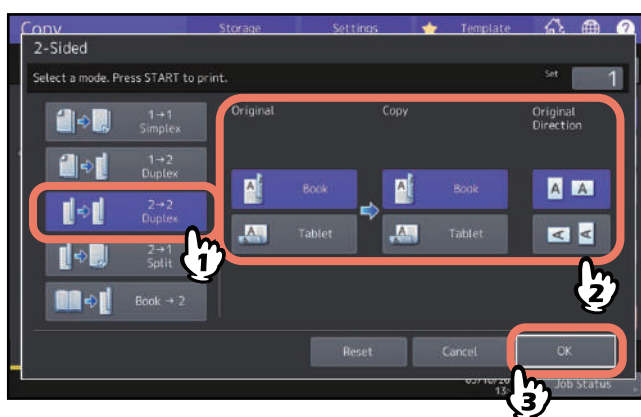 Copy Storage Settings Template
2-Sided
Select a mode. Press START to print. Set 1
Original Copy Original
Direction
1→1
Simplex
1→2
Duplex
A Book A Book A A
2→2
Duplex
A Tablet A Tablet A A
1
2→1
Split
2
Book → 2
Reset Cancel OK
Job Status
3